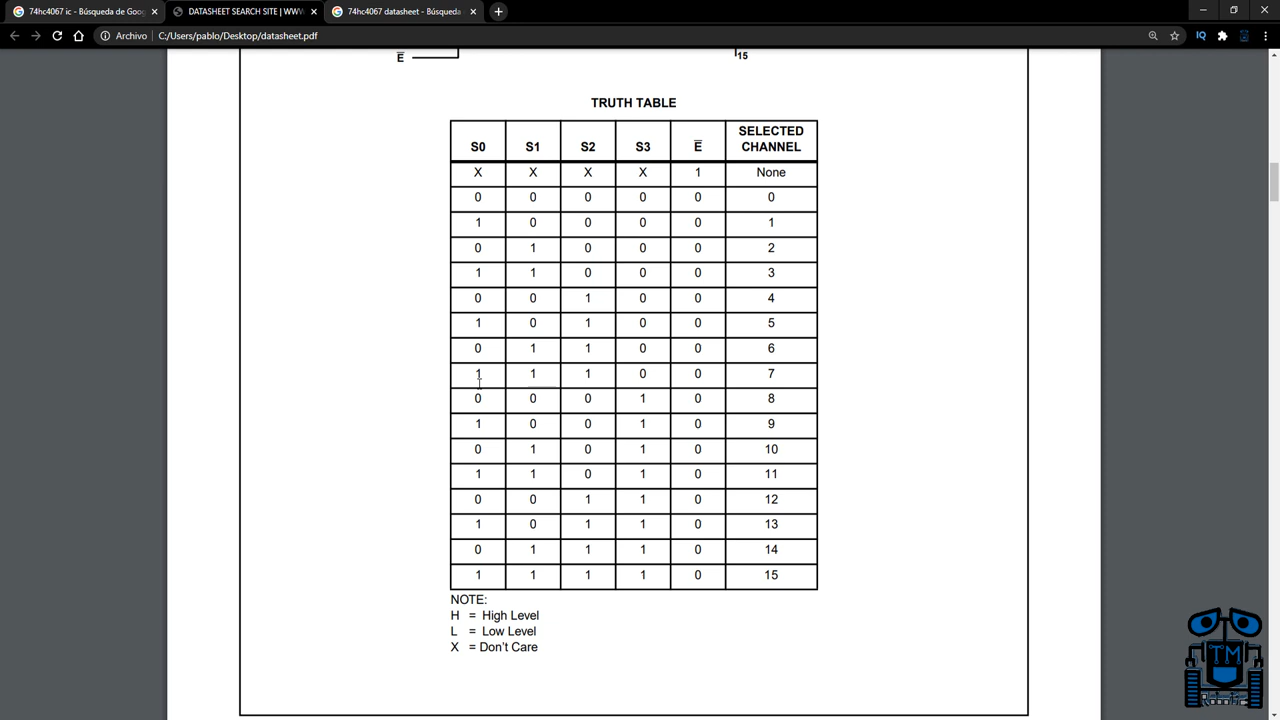 74hc4067 ic - Búsqueda de Goog
DATASHEET SEARCH SITE | WWW
74hc4067 datasheet - Búsqueda
Archivo C:/Users/pablo/Desktop/datasheet.pdf
IQ
E̅ 15
TRUTH TABLE
S0 S1 S2 S3 E̅ SELECTED CHANNEL
X X X X 1 None
0 0 0 0 0 0
1 0 0 0 0 1
0 1 0 0 0 2
1 1 0 0 0 3
0 0 1 0 0 4
1 0 1 0 0 5
0 1 1 0 0 6
1 1 1 0 0 7
0 0 0 1 0 8
1 0 0 1 0 9
0 1 0 1 0 10
1 1 0 1 0 11
0 0 1 1 0 12
1 0 1 1 0 13
0 1 1 1 0 14
1 1 1 1 0 15
NOTE:
H = High Level
L = Low Level
X = Don't Care
TM